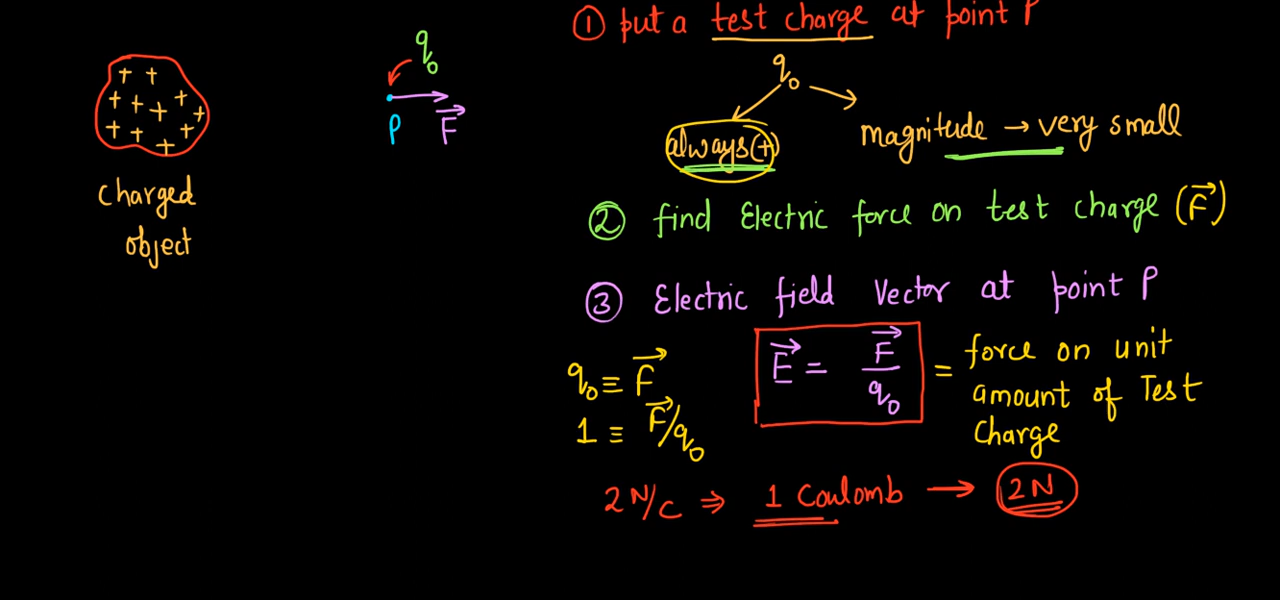 ① put a test charge at point P
q₀
q₀
always(+)
magnitude → very small
+ +
+ + + + +
+ + + +
P F⃗
charged
object
② find Electric force on test charge (F⃗)
③ Electric field Vector at point P
E⃗ = F⃗/q₀ = force on unit
amount of Test
Charge
q₀ ≡ F⃗
1 ≡ F⃗/q₀
2 N/C ⇒ 1 Coulomb → 2N